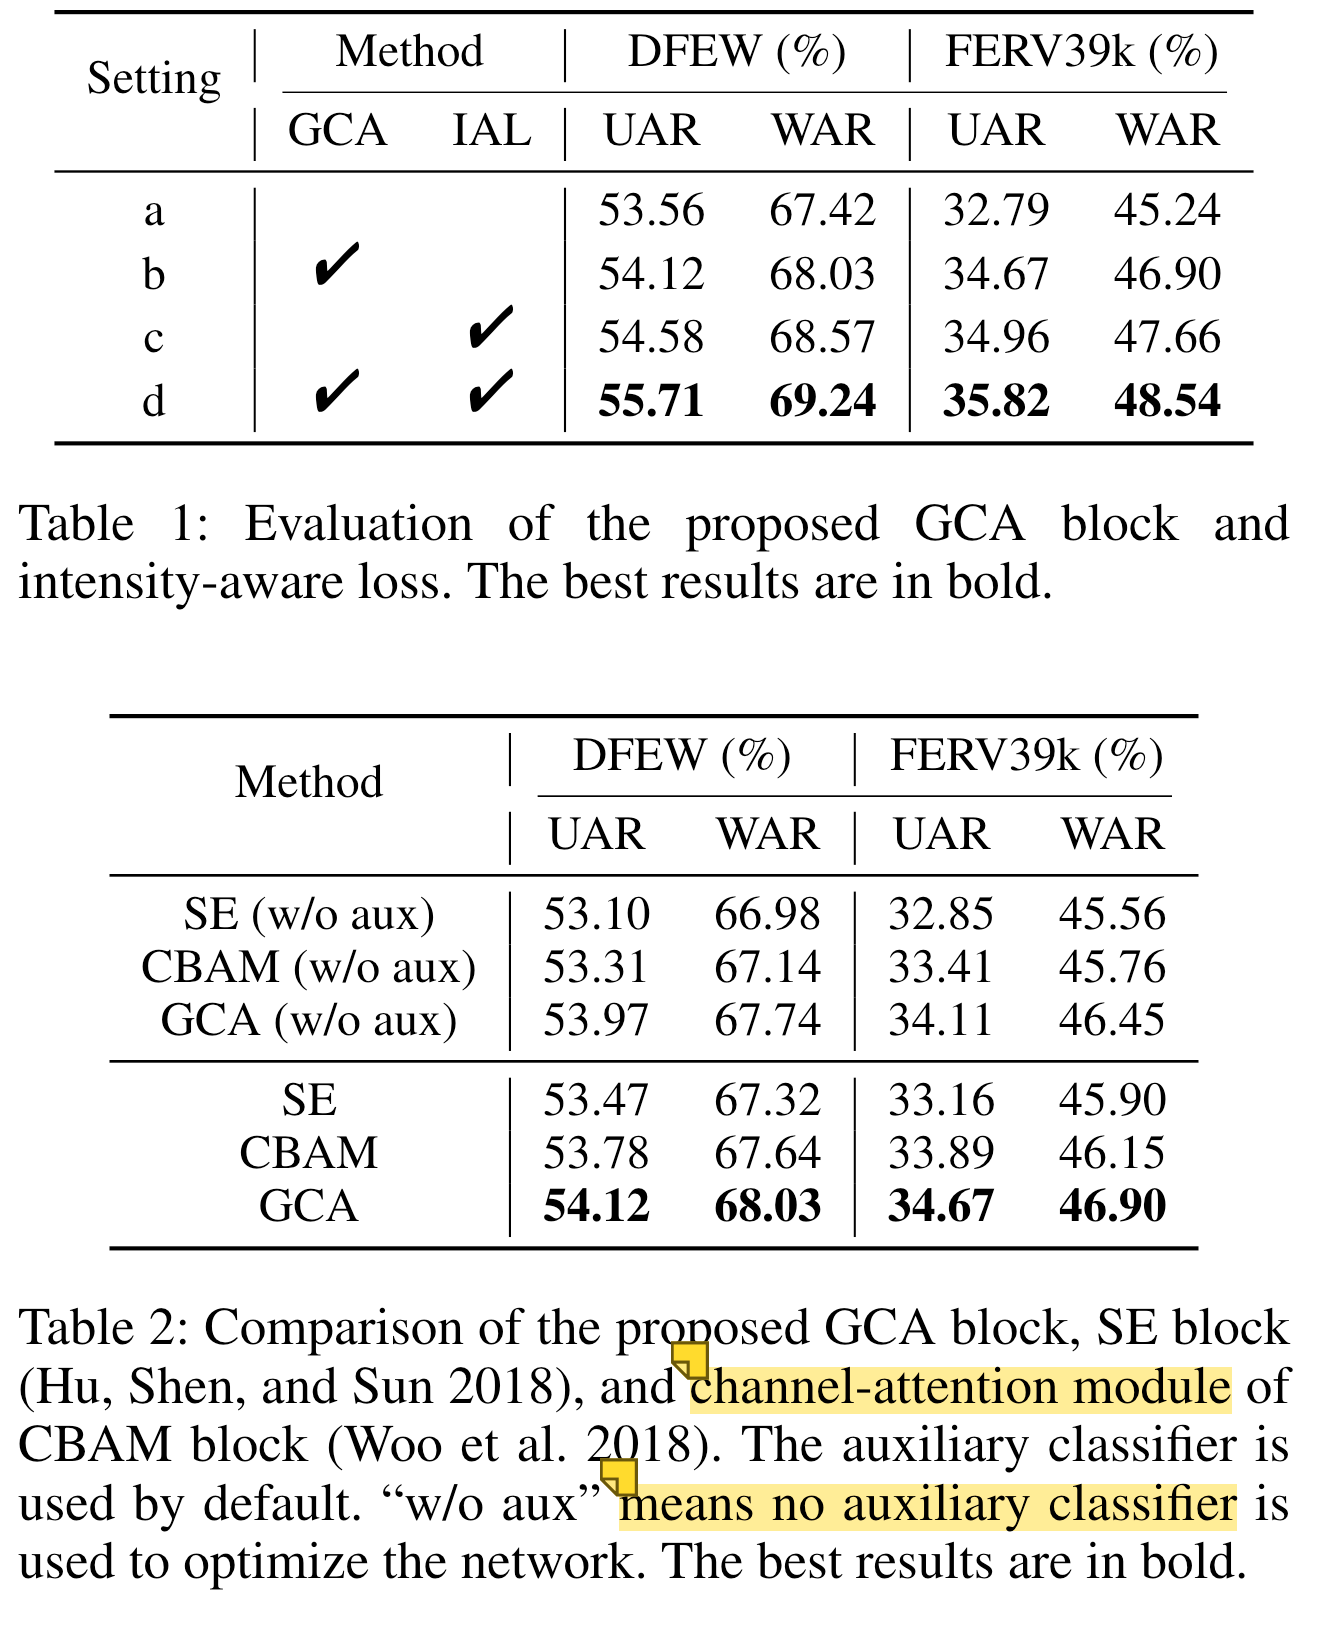 Setting Method DFEW (%) FERV39k (%)
GCA IAL UAR WAR UAR WAR
a 53.56 67.42 32.79 45.24
b ✔ 54.12 68.03 34.67 46.90
c ✔ 54.58 68.57 34.96 47.66
d ✔ ✔ 55.71 69.24 35.82 48.54
Table 1: Evaluation of the proposed GCA block and
intensity-aware loss. The best results are in bold.
Method DFEW (%) FERV39k (%)
UAR WAR UAR WAR
SE (w/o aux) 53.10 66.98 32.85 45.56
CBAM (w/o aux) 53.31 67.14 33.41 45.76
GCA (w/o aux) 53.97 67.74 34.11 46.45
SE 53.47 67.32 33.16 45.90
CBAM 53.78 67.64 33.89 46.15
GCA 54.12 68.03 34.67 46.90
Table 2: Comparison of the proposed GCA block, SE block
(Hu, Shen, and Sun 2018), and channel-attention module of
CBAM block (Woo et al. 2018). The auxiliary classifier is
used by default. “w/o aux” means no auxiliary classifier is
used to optimize the network. The best results are in bold.